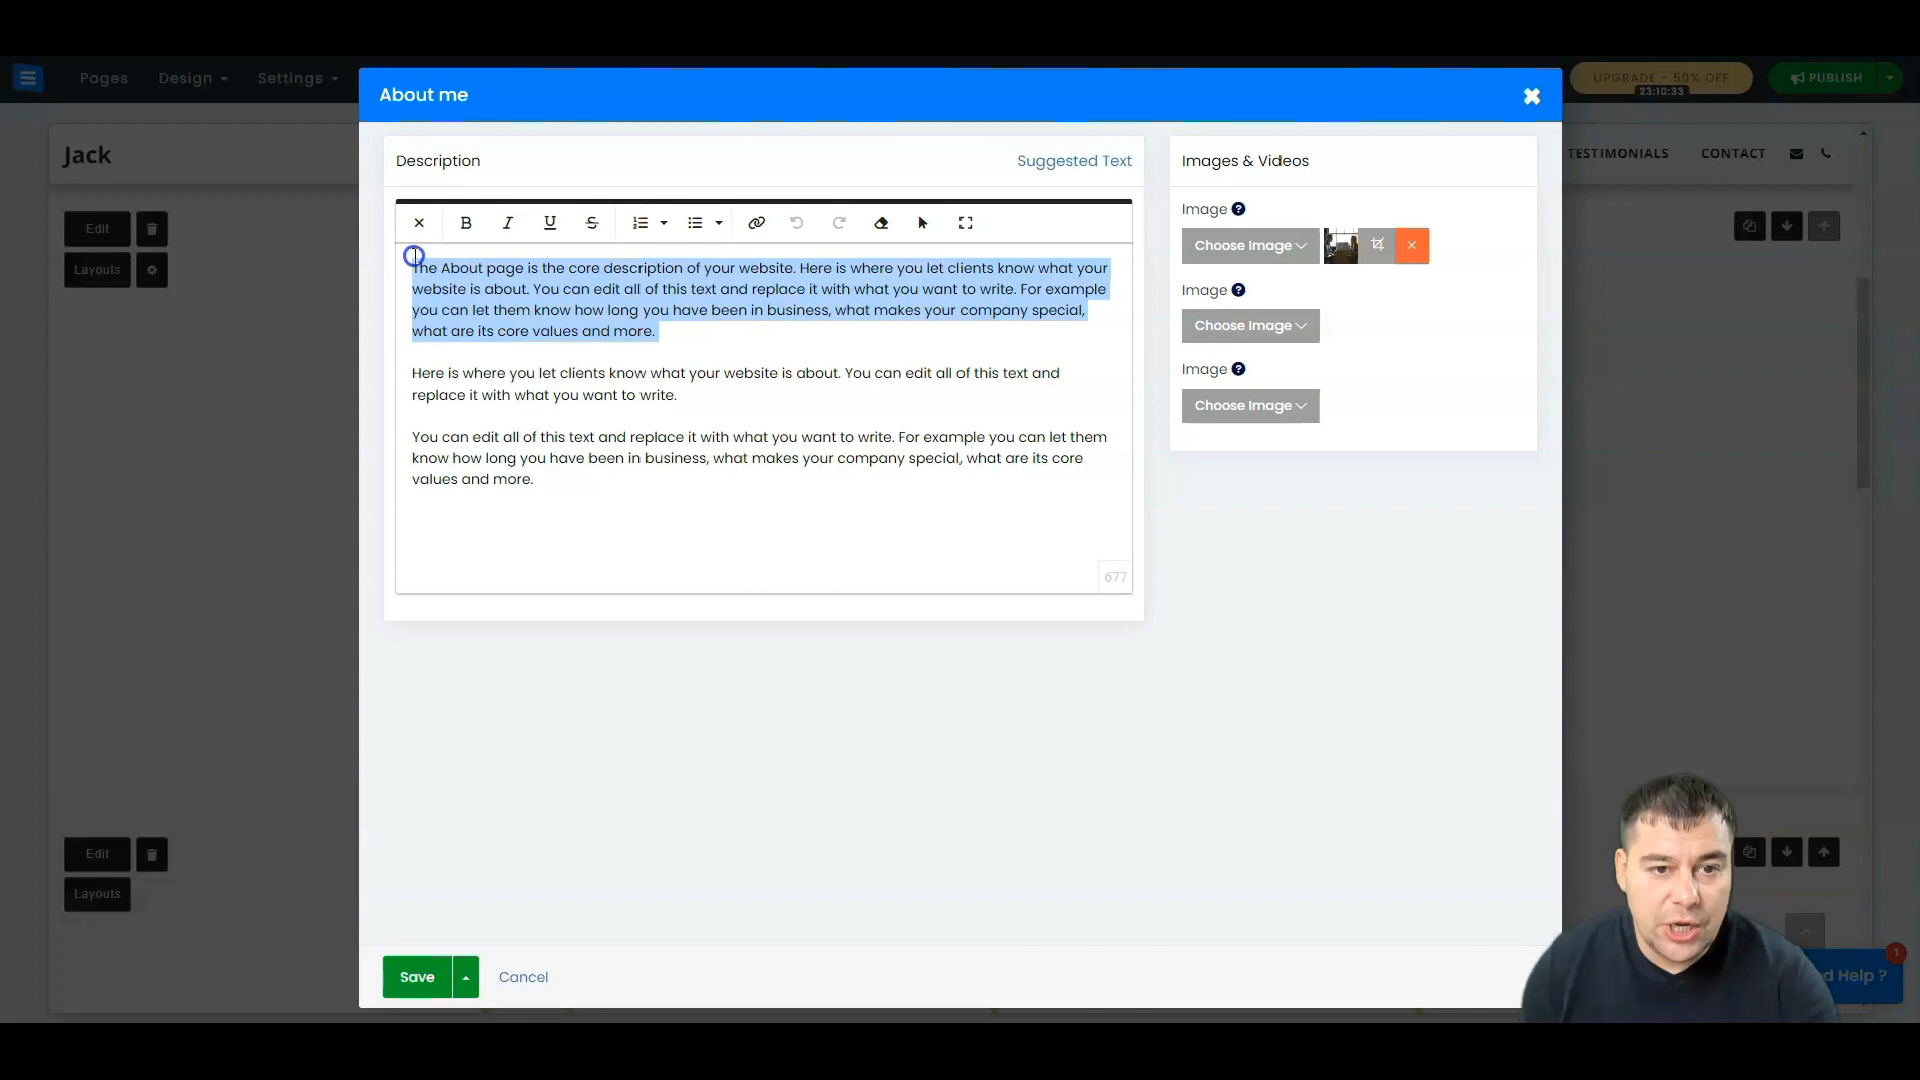 Pages
Design
Settings
UPGRADE - 50% OFF
23:10:33
PUBLISH
About me
Jack
TESTIMONIALS
CONTACT
Description
Suggested Text
Images & Videos
Edit
Layouts
Image
Choose Image
Image
Choose Image
Image
Choose Image
The About page is the core description of your website. Here is where you let clients know what your
website is about. You can edit all of this text and replace it with what you want to write. For example
you can let them know how long you have been in business, what makes your company special,
what are its core values and more.
Here is where you let clients know what your website is about. You can edit all of this text and
replace it with what you want to write.
You can edit all of this text and replace it with what you want to write. For example you can let them
know how long you have been in business, what makes your company special, what are its core
values and more.
677
Edit
Layouts
Save
Cancel
1
d Help ?